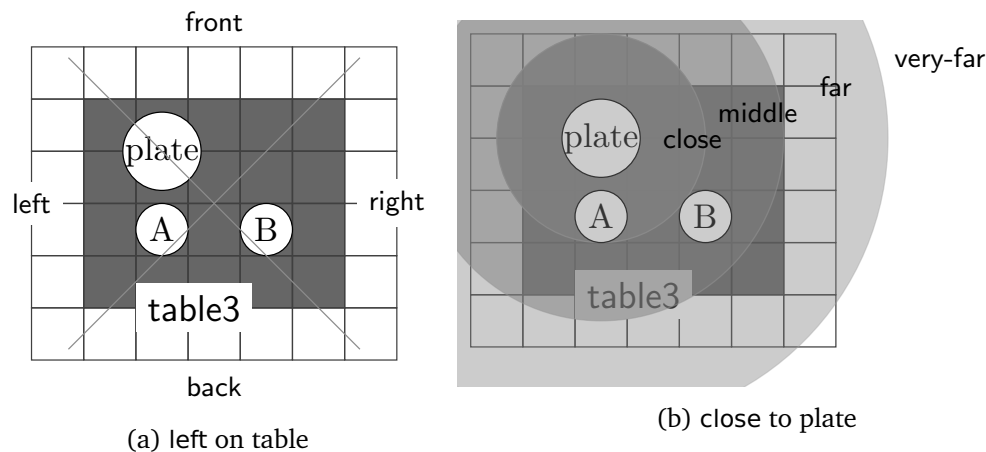 front
plate
left
right
A
B
table3
back
(a) left on table
very-far
far
middle
close
plate
A
B
table3
(b) close to plate